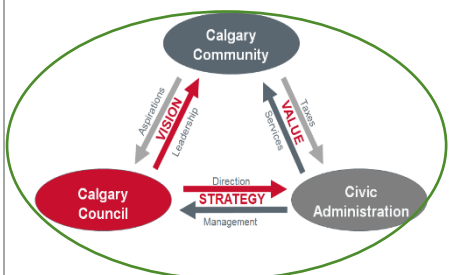 Calgary
Community
Aspirations
VISION
Leadership
Services
VALUE
Taxes
Calgary
Council
Direction
STRATEGY
Management
Civic
Administration